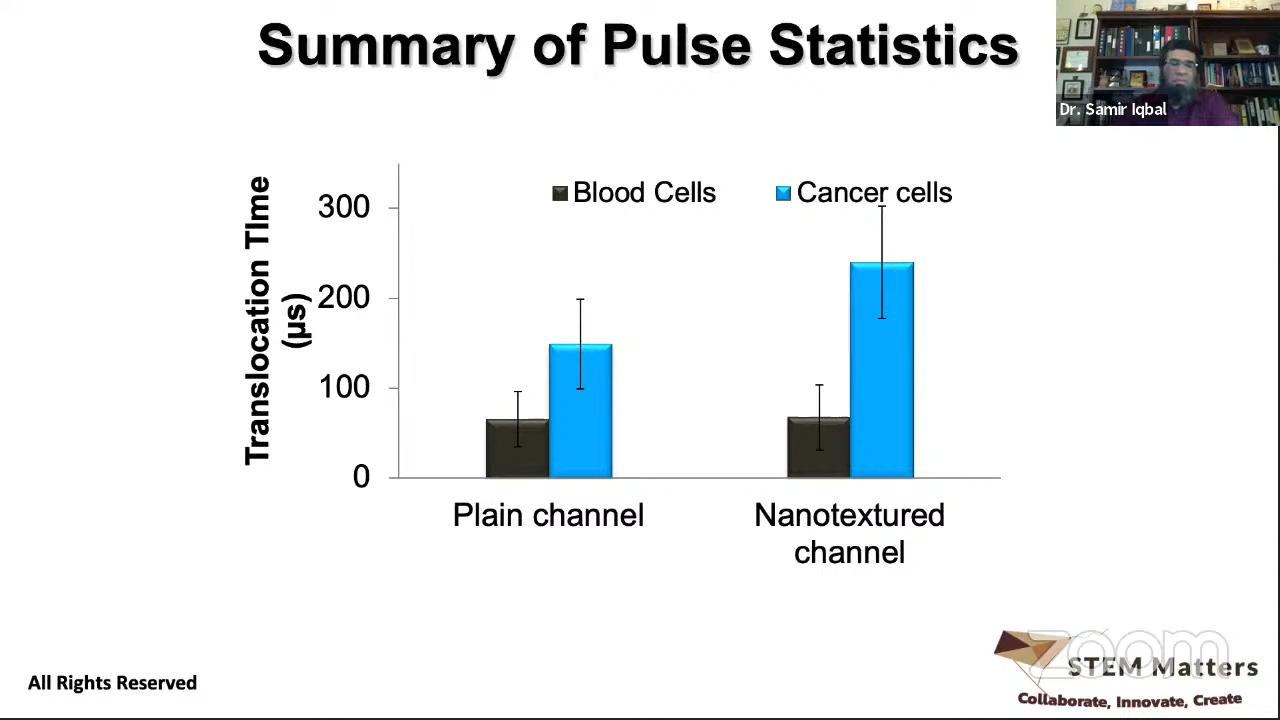 Summary of Pulse Statistics
Dr. Samir Iqbal
Translocation TIme
(µs)
300
200
100
0
Blood Cells
Cancer cells
Plain channel
Nanotextured
channel
All Rights Reserved
zoom
STEM Matters
Collaborate, Innovate, Create